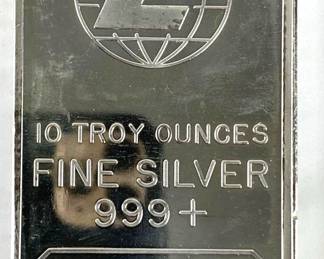 10 TROY OUNCES
FINE SILVER
999+